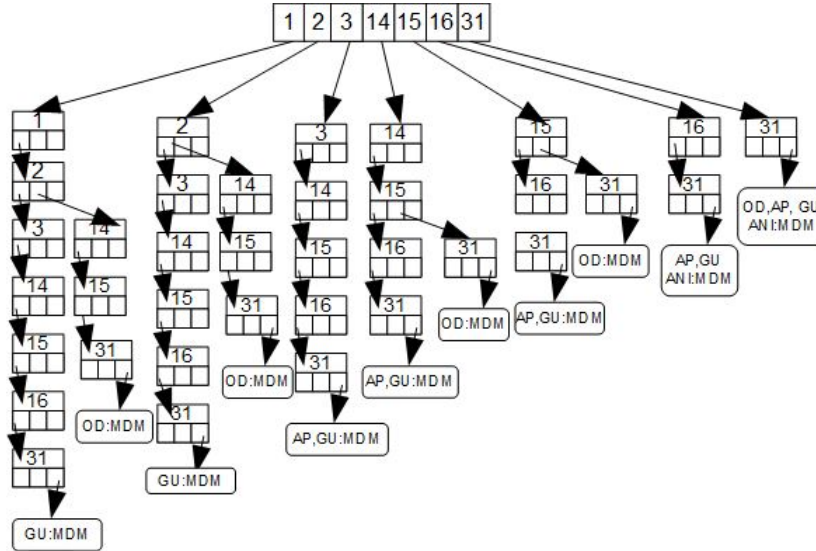 1 2 3 14 15 16 31
1 2 3 14 15 16 31
2 3 14 14 15 16 31 31
3 14 15 15 16 31 31
14 15 31 16 31
15 31 16 31
16 31
31
OD,AP, GU
ANI:MDM
OD:MDM
AP,GU
ANI:MDM
AP,GU:MDM
OD:MDM
OD:MDM
AP,GU:MDM
OD:MDM
AP,GU:MDM
GU:MDM
GU:MDM